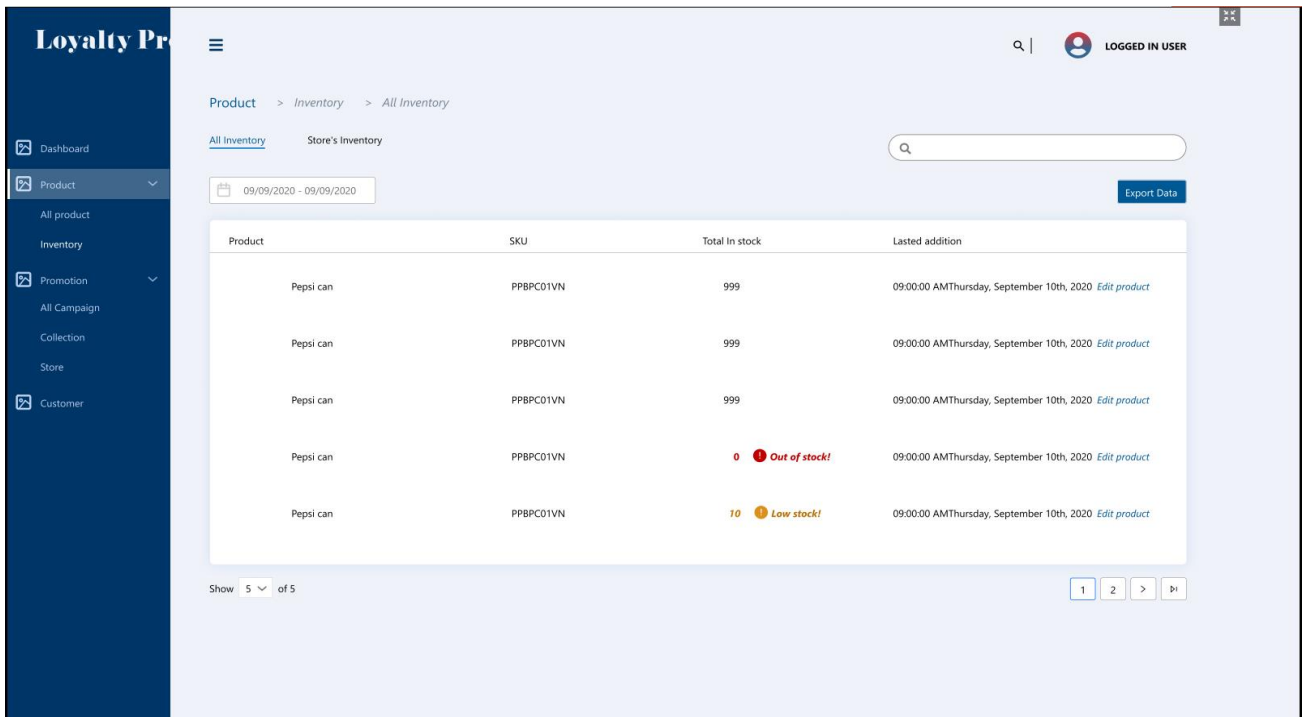 Loyalty Pr
LOGGED IN USER
Product > Inventory > All Inventory
All Inventory Store's Inventory
Dashboard
Product
All product
Inventory
Promotion
All Campaign
Collection
Store
Customer
09/09/2020 - 09/09/2020
Export Data
Product SKU Total In stock Lasted addition
Pepsi can PPBPC01VN 999 09:00:00 AMThursday, September 10th, 2020 Edit product
Pepsi can PPBPC01VN 999 09:00:00 AMThursday, September 10th, 2020 Edit product
Pepsi can PPBPC01VN 999 09:00:00 AMThursday, September 10th, 2020 Edit product
Pepsi can PPBPC01VN 0 Out of stock! 09:00:00 AMThursday, September 10th, 2020 Edit product
Pepsi can PPBPC01VN 10 Low stock! 09:00:00 AMThursday, September 10th, 2020 Edit product
Show 5 of 5
1 2 >